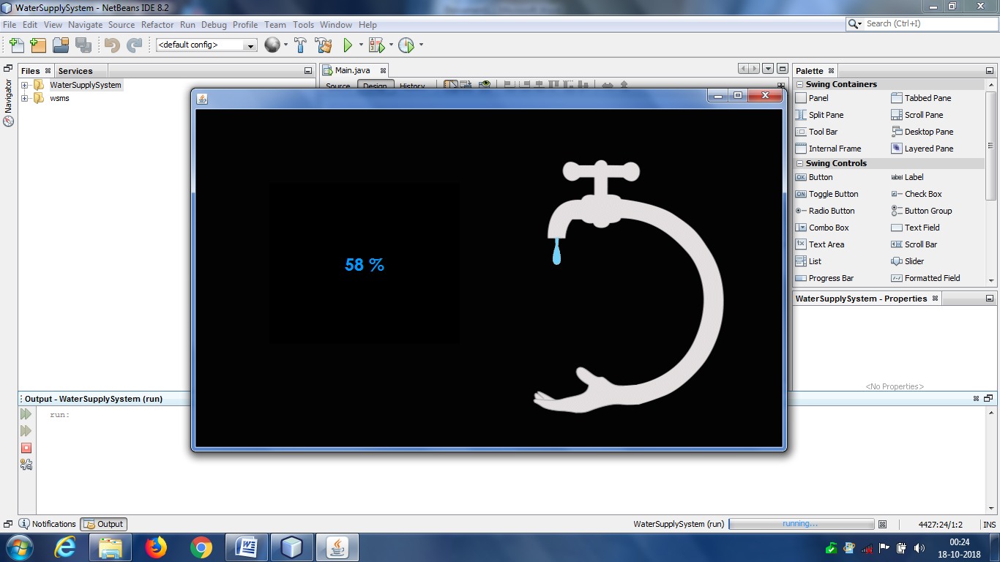 WaterSupplySystem - NetBeans IDE 8.2
File Edit View Navigate Source Refactor Run Debug Profile Team Tools Window Help
Search (Ctrl+I)
<default config>
Files Services
Main.java
Palette
Navigator
WaterSupplySystem
wsms
Source Design History
Swing Containers
Panel Tabbed Pane
Split Pane Scroll Pane
Tool Bar Desktop Pane
Internal Frame Layered Pane
Swing Controls
Button label Label
Toggle Button Check Box
Radio Button Button Group
Combo Box Text Field
Text Area Scroll Bar
List Slider
Progress Bar Formatted Field
58 %
WaterSupplySystem - Properties
<No Properties>
Output - WaterSupplySystem (run)
run:
Notifications Output
WaterSupplySystem (run) running... 4427:24/1:2 INS
00:24
18-10-2018